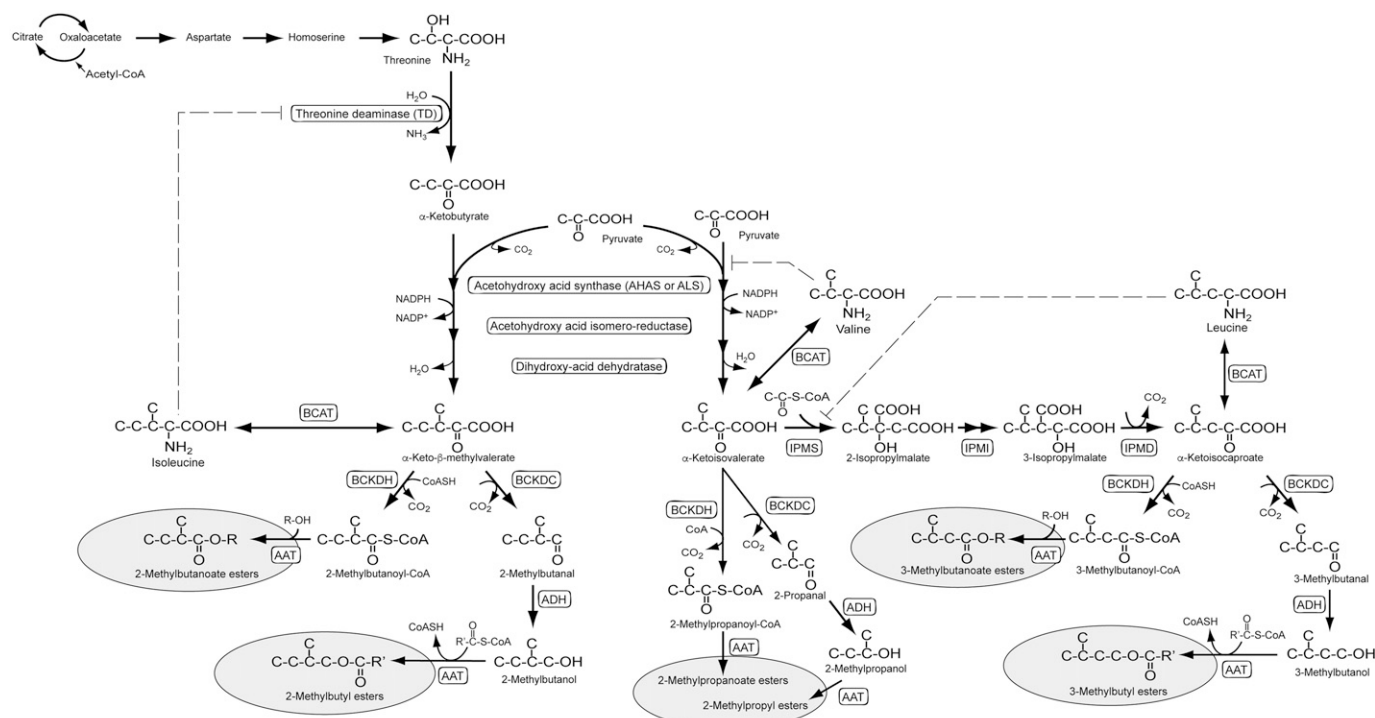 OH
Citrate Oxaloacetate Aspartate Homoserine C-C-C-COOH
Threonine NH₂
Acetyl-CoA
H₂O
Threonine deaminase (TD)
NH₃
C-C-C-COOH
O
α-Ketobutyrate
C-C-COOH
O
Pyruvate
C-C-COOH
O
Pyruvate
CO₂ CO₂
Acetohydroxy acid synthase (AHAS or ALS)
NADPH NADPH
NADP⁺ NADP⁺
Acetohydroxy acid isomero-reductase
H₂O H₂O
Dihydroxy-acid dehydratase
C
C-C-C-COOH
NH₂
Valine
BCAT
C
C-C-C-C-COOH
NH₂
Leucine
BCAT
C
C-C-C-C-COOH
NH₂
Isoleucine
BCAT
C
C-C-C-C-COOH
O
α-Keto-β-methylvalerate
C
C-C-C-COOH
O
α-Ketoisovalerate
C-C-S-CoA
O
IPMS
C COOH
C-C-C-C-COOH
OH
2-Isopropylmalate
IPMI
C COOH
C-C-C-C-COOH
OH
3-Isopropylmalate
CO₂
IPMD
C
C-C-C-C-COOH
O
α-Ketoisocaproate
BCKDH CoASH CO₂
BCKDC CO₂
BCKDH CoA CO₂
BCKDC CO₂
BCKDH CoASH CO₂
BCKDC CO₂
C
C-C-C-C-O-R
O
2-Methylbutanoate esters
R-OH
AAT
C
C-C-C-C-S-CoA
O
2-Methylbutanoyl-CoA
C
C-C-C-C
O
2-Methylbutanal
ADH
C
C-C-C-C-OH
2-Methylbutanol
CoASH
O
R'-C-S-CoA
AAT
C
C-C-C-C-O-C-R'
O
2-Methylbutyl esters
C
C-C-C-S-CoA
O
2-Methylpropanoyl-CoA
AAT
C
C-C-C
O
2-Propanal
ADH
C
C-C-C-C-OH
2-Methylpropanol
AAT
2-Methylpropanoate esters
2-Methylpropyl esters
C
C-C-C-C-O-R
O
3-Methylbutanoate esters
R-OH
AAT
C
C-C-C-C-S-CoA
O
3-Methylbutanoyl-CoA
C
C-C-C-C
O
3-Methylbutanal
ADH
C
C-C-C-C-OH
3-Methylbutanol
CoASH
O
R'-C-S-CoA
AAT
C
C-C-C-C-O-C-R'
O
3-Methylbutyl esters